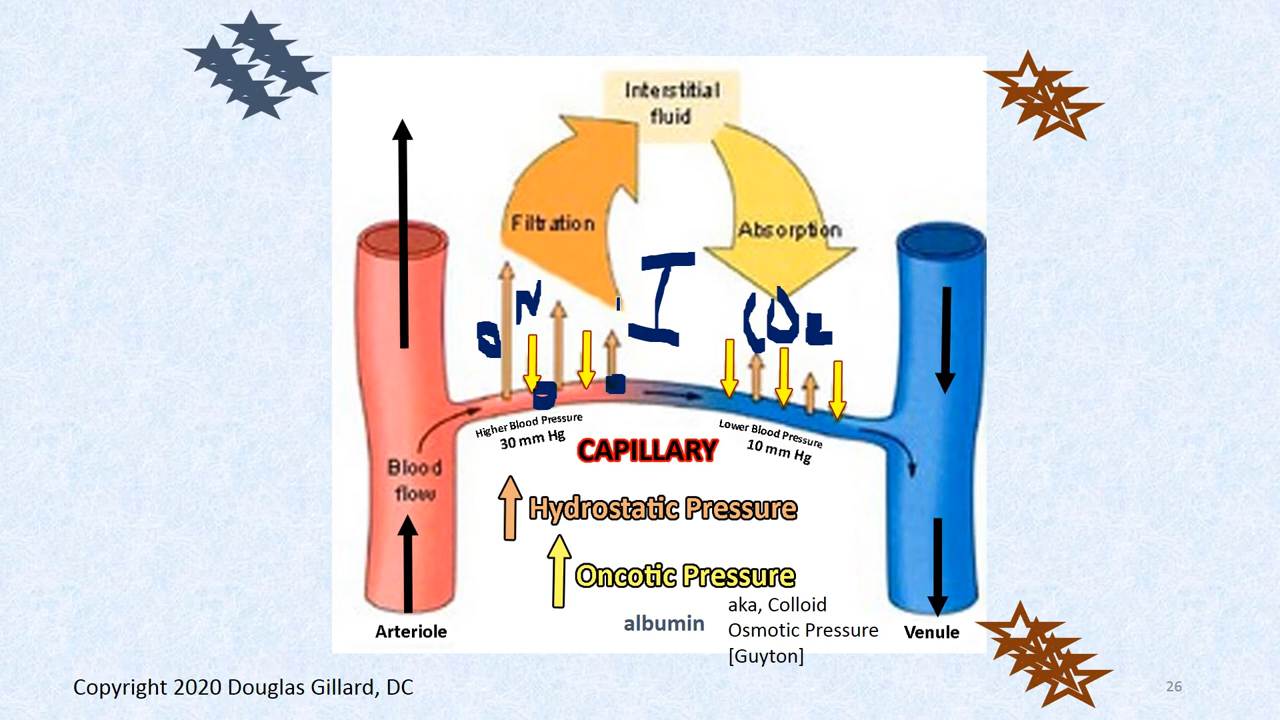 Interstitial
fluid
Filtration
Absorption
I
O
N
Higher Blood Pressure
30 mm Hg
Lower Blood Pressure
10 mm Hg
CAPILLARY
Blood
flow
Hydrostatic Pressure
Oncotic Pressure
albumin
aka, Colloid
Osmotic Pressure
[Guyton]
Arteriole
Venule
Copyright 2020 Douglas Gillard, DC
26